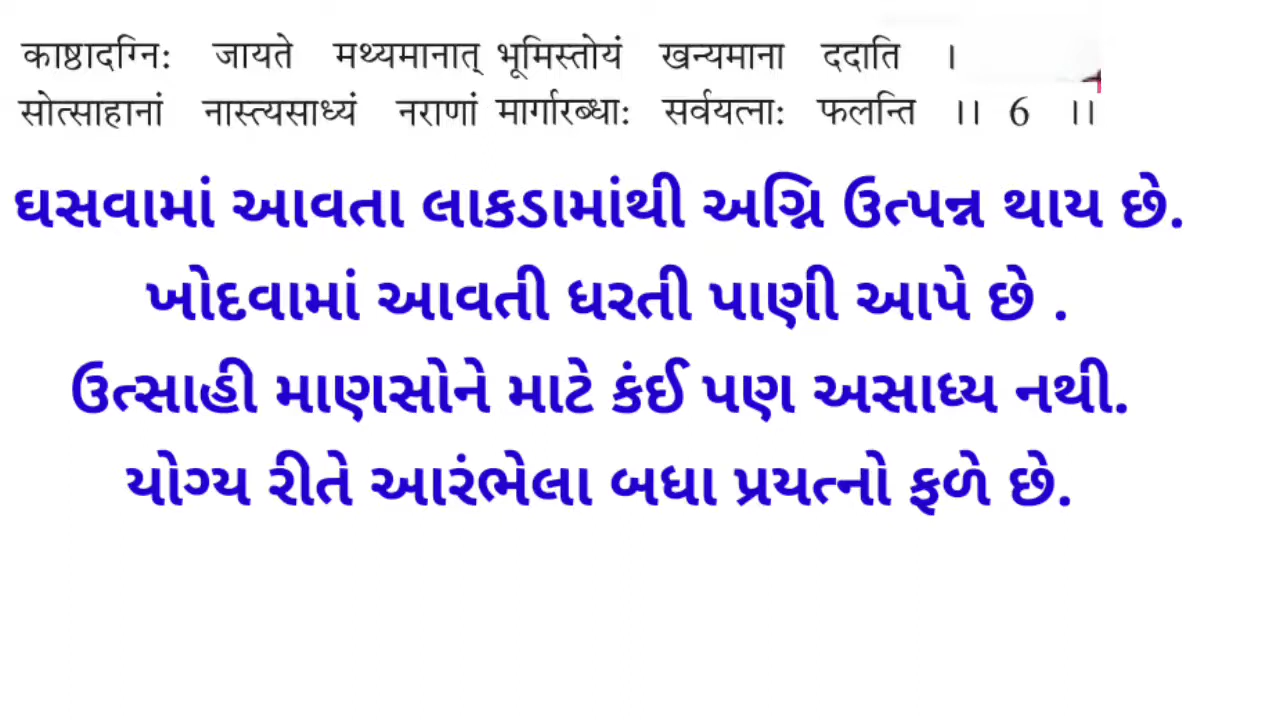 काष्ठादग्निः जायते मथ्यमानात् भूमिस्तोयं खन्यमाना ददाति ।
सोत्साहानां नास्त्यसाध्यं नराणां मार्गारब्धाः सर्वयत्नाः फलन्ति ।। 6 ।।
ઘસવામાં આવતા લાકડામાંથી અગ્નિ ઉત્પન્ન થાય છે.
ખોદવામાં આવતી ધરતી પાણી આપે છે .
ઉત્સાહી માણસોને માટે કંઈ પણ અસાધ્ય નથી.
યોગ્ય રીતે આરંભેલા બધા પ્રયત્નો ફળે છે.